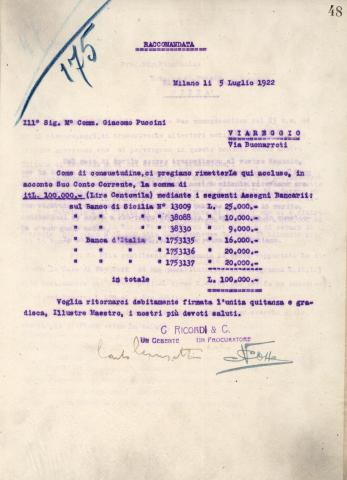 48
RACCOMANDATA
175
Milano li 5 Luglio 1922
Ill° Sig. M° Comm. Giacomo Puccini
VIAREGGIO
Via Buonarroti
Come di consuetudine, ci pregiamo rimetterLe qui accluso, in
acconto Suo Conto Corrente, la somma di
itL. 100.000.- (Lire Centomila) mediante i seguenti Assegni Bancari:
sul Banco di Sicilia N° 13009 L. 25.000.-
" " " " 38088 " 10.000.-
" " " " 38330 " 9.000.-
" Banca d'Italia " 1753135 " 16.000.-
" " " " 1753136 " 20.000.-
" " " " 1753137 " 20.000.-
in totale L. 100.000.-
Voglia ritornarci debitamente firmata l'unita quitanza e gra-
disca, Illustre Maestro, i nostri più devoti saluti.
G. RICORDI & C.
UN GERENTE UN PROCURATORE